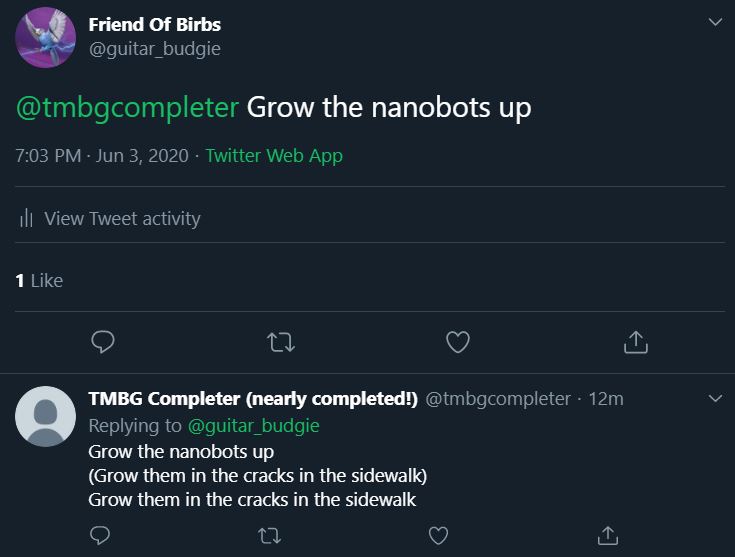 Friend Of Birbs
@guitar_budgie
@tmbgcompleter Grow the nanobots up
7:03 PM · Jun 3, 2020 · Twitter Web App
View Tweet activity
1 Like
TMBG Completer (nearly completed!) @tmbgcompleter · 12m
Replying to @guitar_budgie
Grow the nanobots up
(Grow them in the cracks in the sidewalk)
Grow them in the cracks in the sidewalk